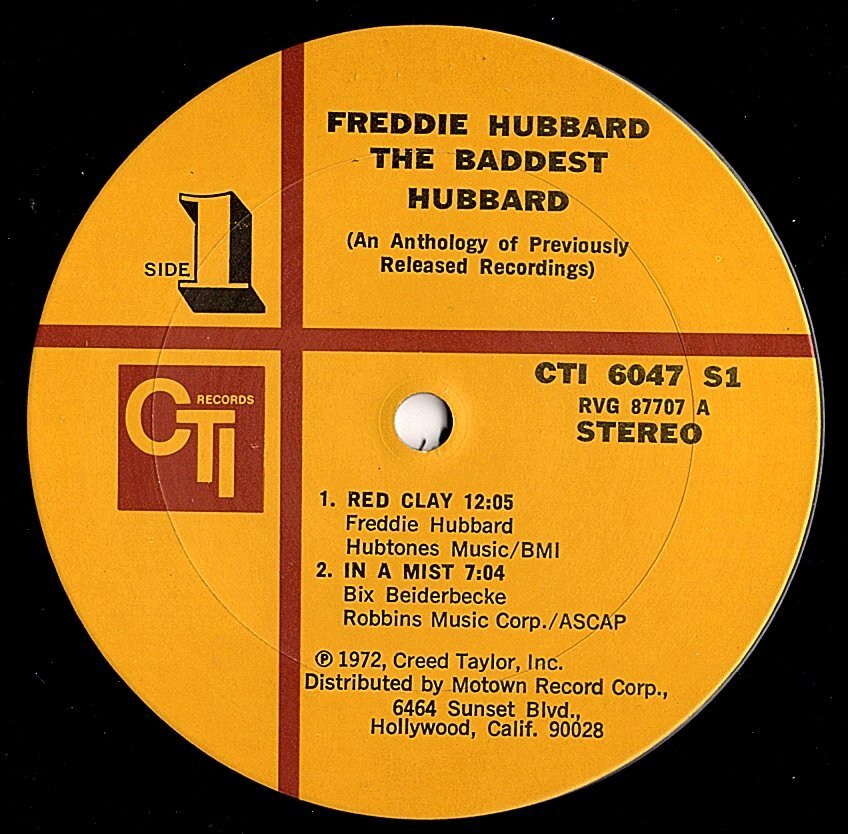 FREDDIE HUBBARD
THE BADDEST
HUBBARD
(An Anthology of Previously
Released Recordings)
SIDE 1
CTI RECORDS
CTI 6047 S1
RVG 87707 A
STEREO
1. RED CLAY 12:05
Freddie Hubbard
Hubtones Music/BMI
2. IN A MIST 7:04
Bix Beiderbecke
Robbins Music Corp./ASCAP
Ⓟ 1972, Creed Taylor, Inc.
Distributed by Motown Record Corp.,
6464 Sunset Blvd.,
Hollywood, Calif. 90028